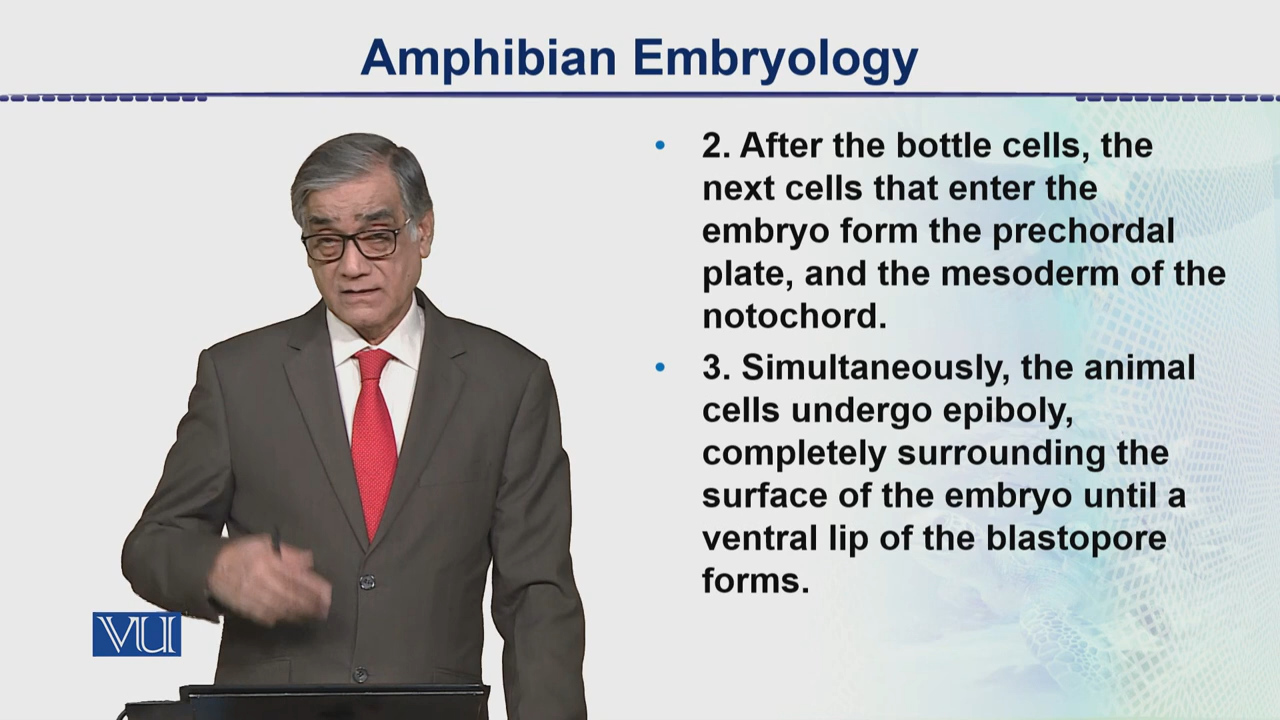 Amphibian Embryology
• 2. After the bottle cells, the
next cells that enter the
embryo form the prechordal
plate, and the mesoderm of the
notochord.
• 3. Simultaneously, the animal
cells undergo epiboly,
completely surrounding the
surface of the embryo until a
ventral lip of the blastopore
forms.
VU